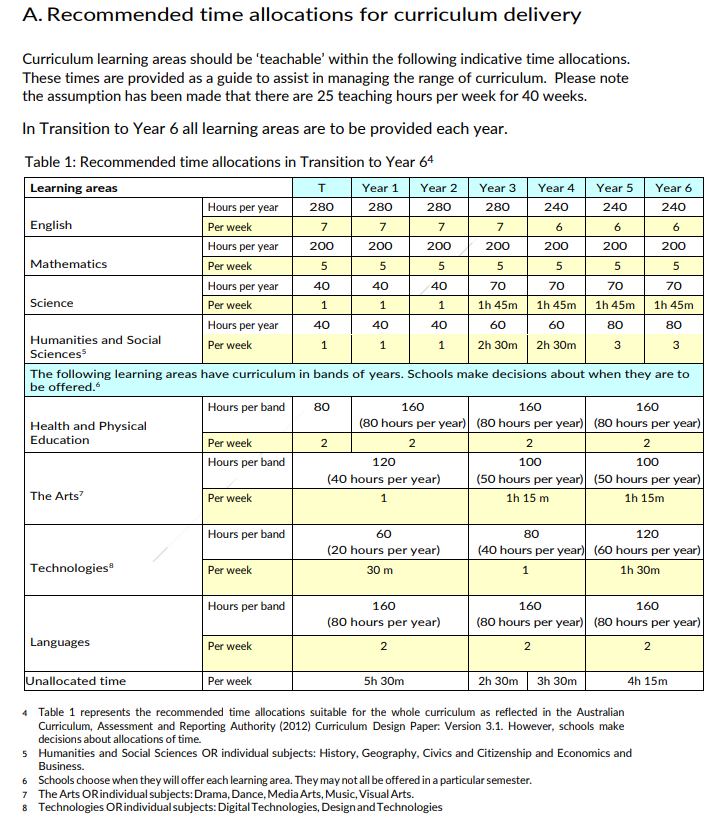 A. Recommended time allocations for curriculum delivery
Curriculum learning areas should be ‘teachable’ within the following indicative time allocations.
These times are provided as a guide to assist in managing the range of curriculum. Please note
the assumption has been made that there are 25 teaching hours per week for 40 weeks.
In Transition to Year 6 all learning areas are to be provided each year.
Table 1: Recommended time allocations in Transition to Year 6⁴
Learning areas T Year 1 Year 2 Year 3 Year 4 Year 5 Year 6
Hours per year 280 280 280 280 240 240 240
English Per week 7 7 7 7 6 6 6
Hours per year 200 200 200 200 200 200 200
Mathematics Per week 5 5 5 5 5 5 5
Hours per year 40 40 40 70 70 70 70
Science Per week 1 1 1 1h 45m 1h 45m 1h 45m 1h 45m
Hours per year 40 40 40 60 60 80 80
Humanities and Social
Sciences⁵ Per week 1 1 1 2h 30m 2h 30m 3 3
The following learning areas have curriculum in bands of years. Schools make decisions about when they are to
be offered.⁶
Hours per band 80 160 160 160
(80 hours per year) (80 hours per year) (80 hours per year)
Health and Physical
Education Per week 2 2 2 2
Hours per band 120 100 100
(40 hours per year) (50 hours per year) (50 hours per year)
The Arts⁷ Per week 1 1h 15 m 1h 15m
Hours per band 60 80 120
(20 hours per year) (40 hours per year) (60 hours per year)
Technologies⁸ Per week 30 m 1 1h 30m
Hours per band 160 160 160
(80 hours per year) (80 hours per year) (80 hours per year)
Languages Per week 2 2 2
Unallocated time Per week 5h 30m 2h 30m 3h 30m 4h 15m
4 Table 1 represents the recommended time allocations suitable for the whole curriculum as reflected in the Australian
Curriculum, Assessment and Reporting Authority (2012) Curriculum Design Paper: Version 3.1. However, schools make
decisions about allocations of time.
5 Humanities and Social Sciences OR individual subjects: History, Geography, Civics and Citizenship and Economics and
Business.
6 Schools choose when they will offer each learning area. They may not all be offered in a particular semester.
7 The Arts OR individual subjects: Drama, Dance, Media Arts, Music, Visual Arts.
8 Technologies OR individual subjects: Digital Technologies, Design and Technologies